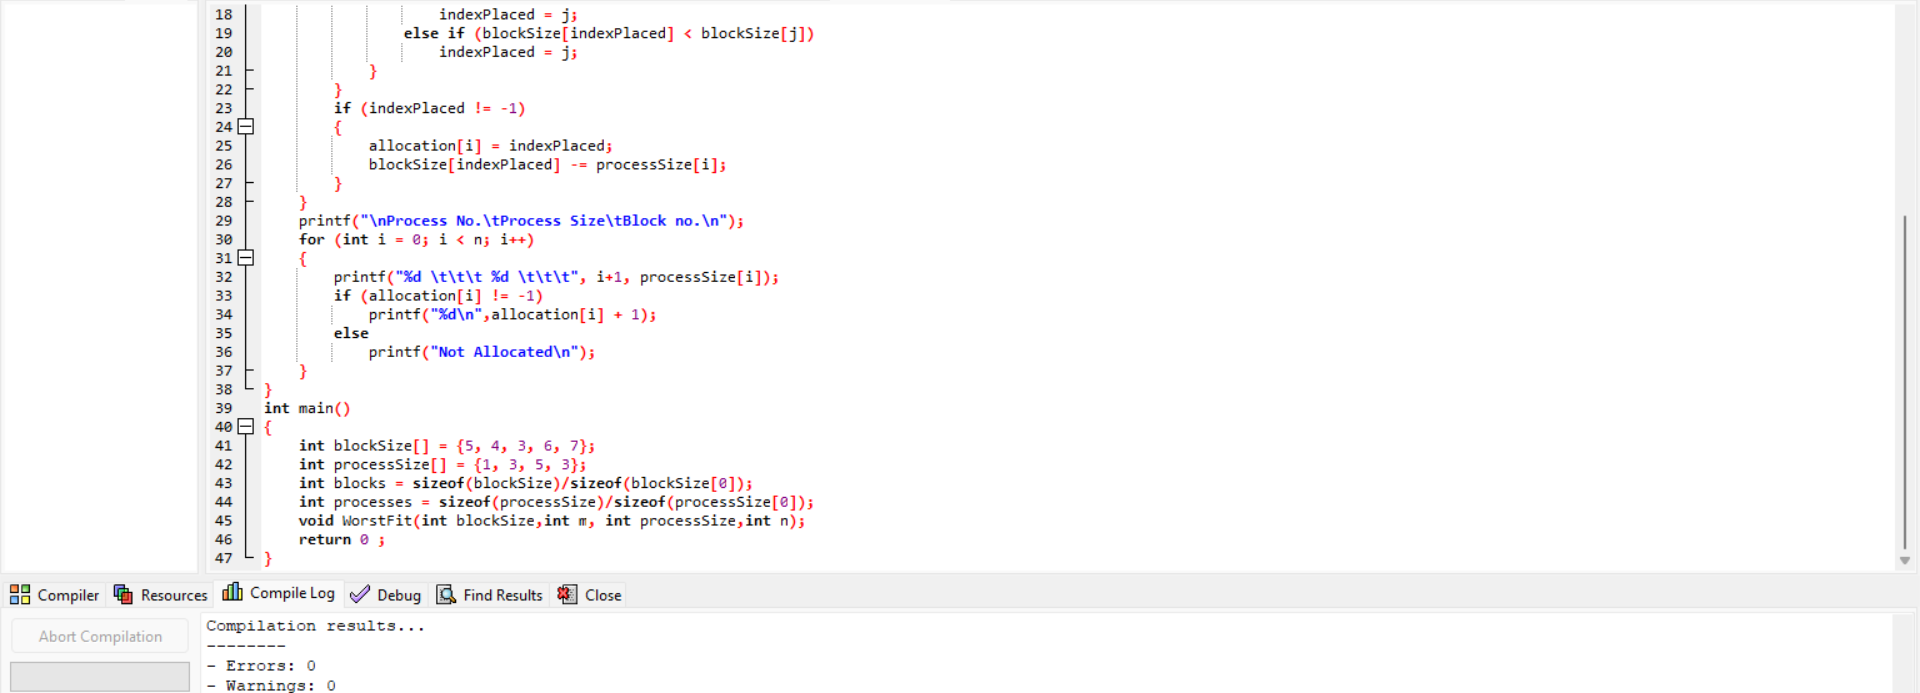 18 indexPlaced = j;
19 else if (blockSize[indexPlaced] < blockSize[j])
20 indexPlaced = j;
21 }
22 }
23 if (indexPlaced != -1)
24 {
25 allocation[i] = indexPlaced;
26 blockSize[indexPlaced] -= processSize[i];
27 }
28 }
29 printf("\nProcess No.\tProcess Size\tBlock no.\n");
30 for (int i = 0; i < n; i++)
31 {
32 printf("%d \t\t\t %d \t\t\t", i+1, processSize[i]);
33 if (allocation[i] != -1)
34 printf("%d\n",allocation[i] + 1);
35 else
36 printf("Not Allocated\n");
37 }
38 }
39 int main()
40 {
41 int blockSize[] = {5, 4, 3, 6, 7};
42 int processSize[] = {1, 3, 5, 3};
43 int blocks = sizeof(blockSize)/sizeof(blockSize[0]);
44 int processes = sizeof(processSize)/sizeof(processSize[0]);
45 void WorstFit(int blockSize,int m, int processSize,int n);
46 return 0 ;
47 }
Compiler Resources Compile Log Debug Find Results Close
Abort Compilation
Compilation results...
--------
- Errors: 0
- Warnings: 0